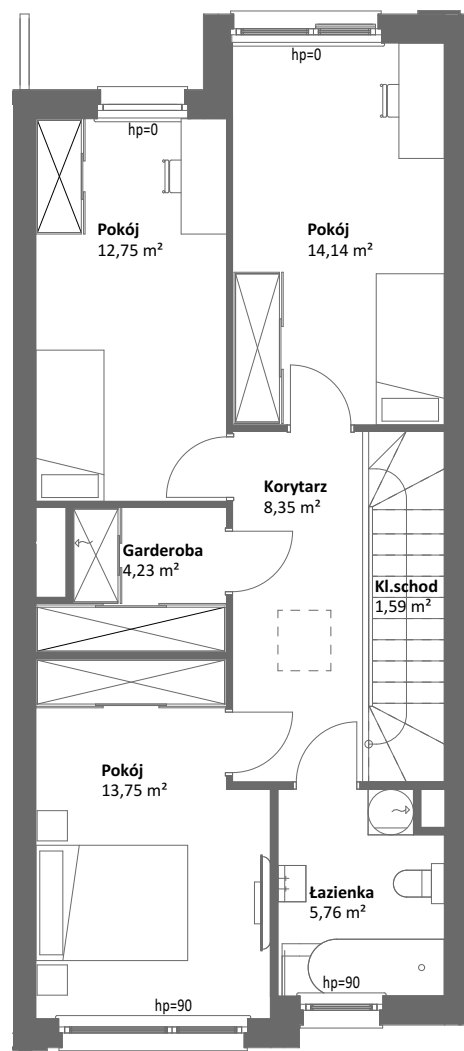 hp=0
hp=0
Pokój
12,75 m²
Pokój
14,14 m²
Korytarz
8,35 m²
Garderoba
4,23 m²
Kl.schod
1,59 m²
Pokój
13,75 m²
Łazienka
5,76 m²
hp=90
hp=90